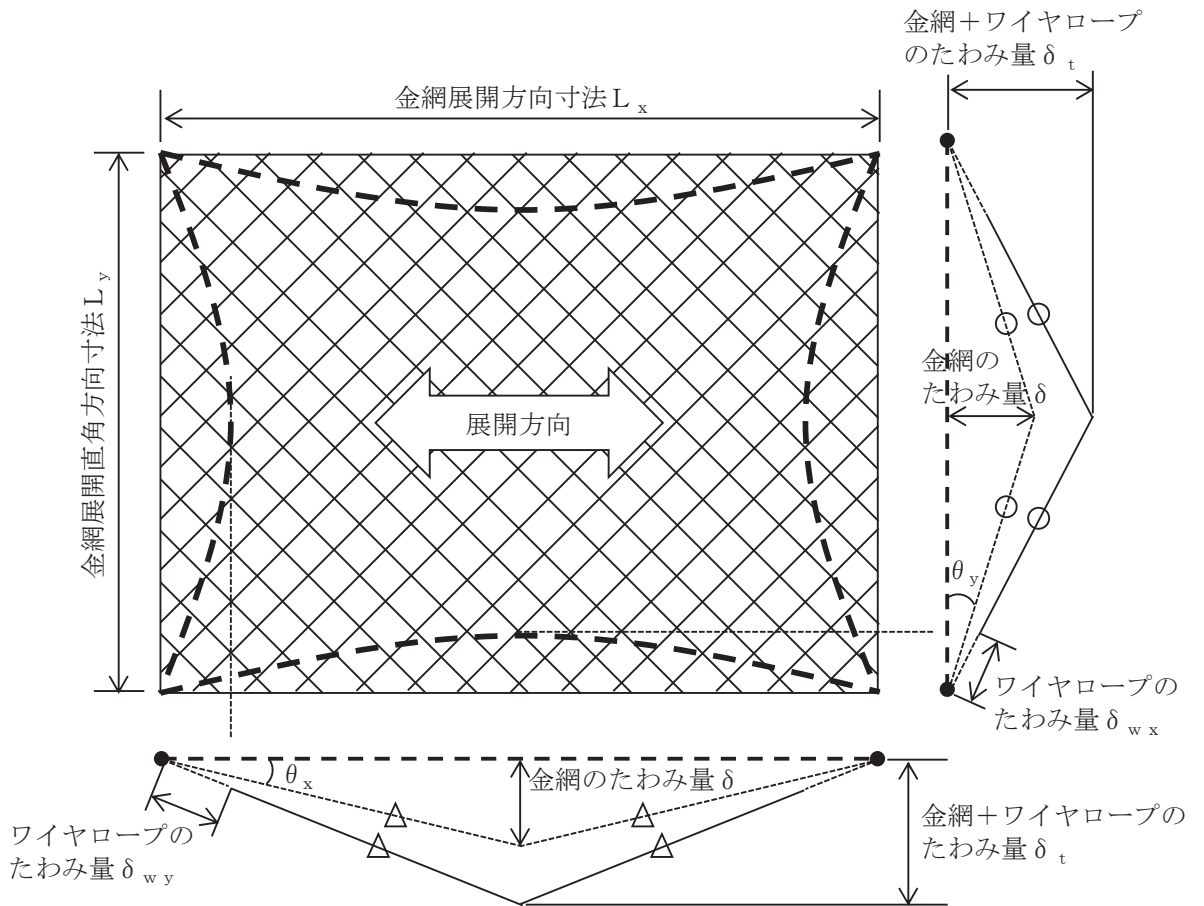 金網＋ワイヤロープ
のたわみ量δt
金網展開方向寸法Lx
金網展開直角方向寸法Ly
金網の
たわみ量δ
展開方向
θy
ワイヤロープの
たわみ量δwx
θx
金網のたわみ量δ
ワイヤロープの
たわみ量δwy
金網＋ワイヤロープの
たわみ量δt